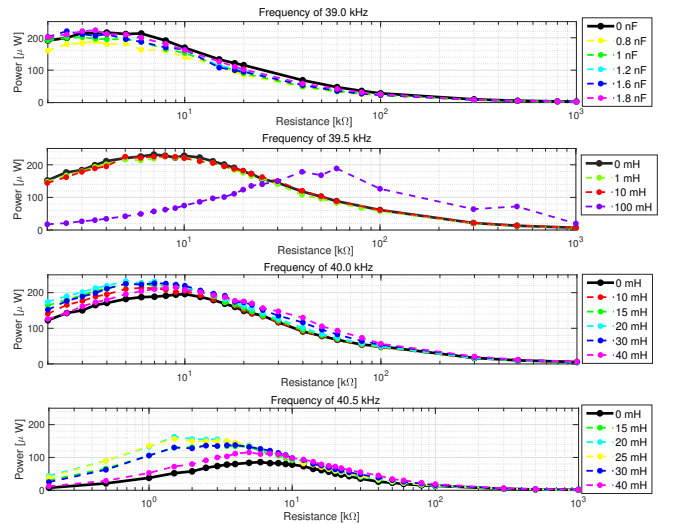 Frequency of 39.0 kHz
Power [μ W]
200
100
0
10^1
10^2
10^3
Resistance [kΩ]
0 nF
0.8 nF
1 nF
1.2 nF
1.6 nF
1.8 nF
Frequency of 39.5 kHz
Power [μ W]
200
100
0
10^1
10^2
10^3
Resistance [kΩ]
0 mH
1 mH
10 mH
100 mH
Frequency of 40.0 kHz
Power [μ W]
200
100
0
10^1
10^2
10^3
Resistance [kΩ]
0 mH
10 mH
15 mH
20 mH
30 mH
40 mH
Frequency of 40.5 kHz
Power [μ W]
200
100
0
10^0
10^1
10^2
10^3
Resistance [kΩ]
0 mH
15 mH
20 mH
25 mH
30 mH
40 mH